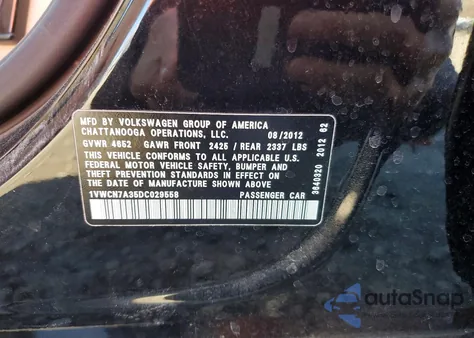 MFD BY VOLKSWAGEN GROUP OF AMERICA
CHATTANOOGA OPERATIONS, LLC. 08/2012
GVWR 4652 GAWR FRONT 2425 / REAR 2337 LBS
THIS VEHICLE CONFORMS TO ALL APPLICABLE U.S.
FEDERAL MOTOR VEHICLE SAFETY, BUMPER AND
THEFT PREVENTION STANDARDS IN EFFECT ON
THE DATE OF MANUFACTURE SHOWN ABOVE.
1VWCN7A35DC029558 PASSENGER CAR
3640320 2012 02
autoSnap